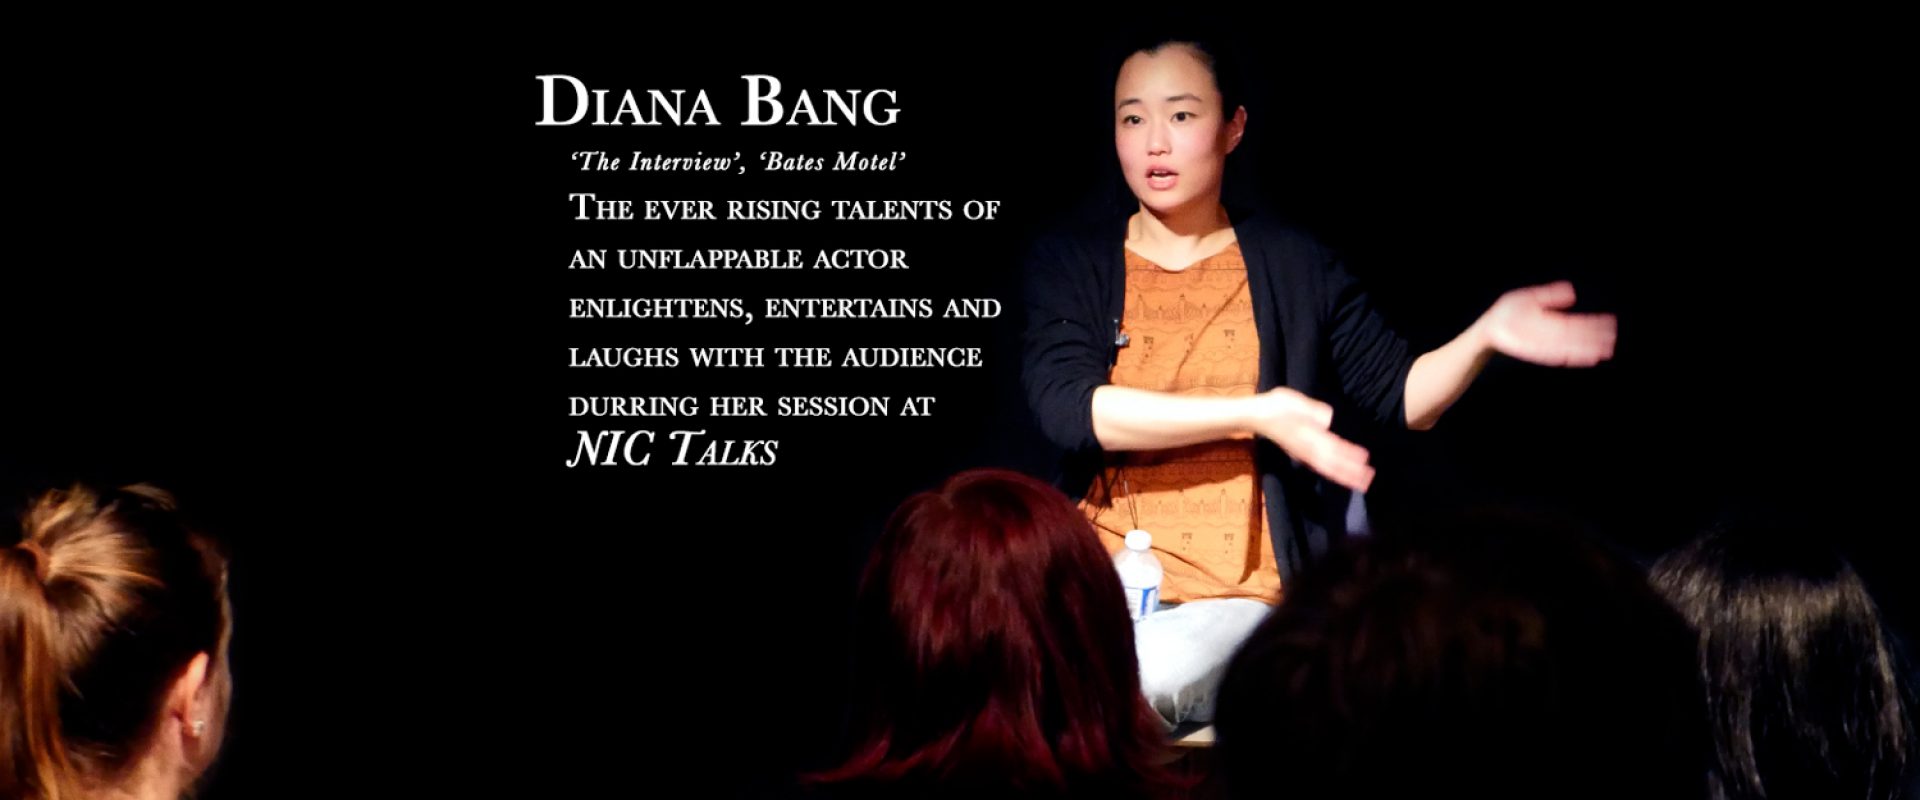 Diana Bang
‘The Interview’, ‘Bates Motel’
The ever rising talents of
an unflappable actor
enlightens, entertains and
laughs with the audience
durring her session at
NIC Talks